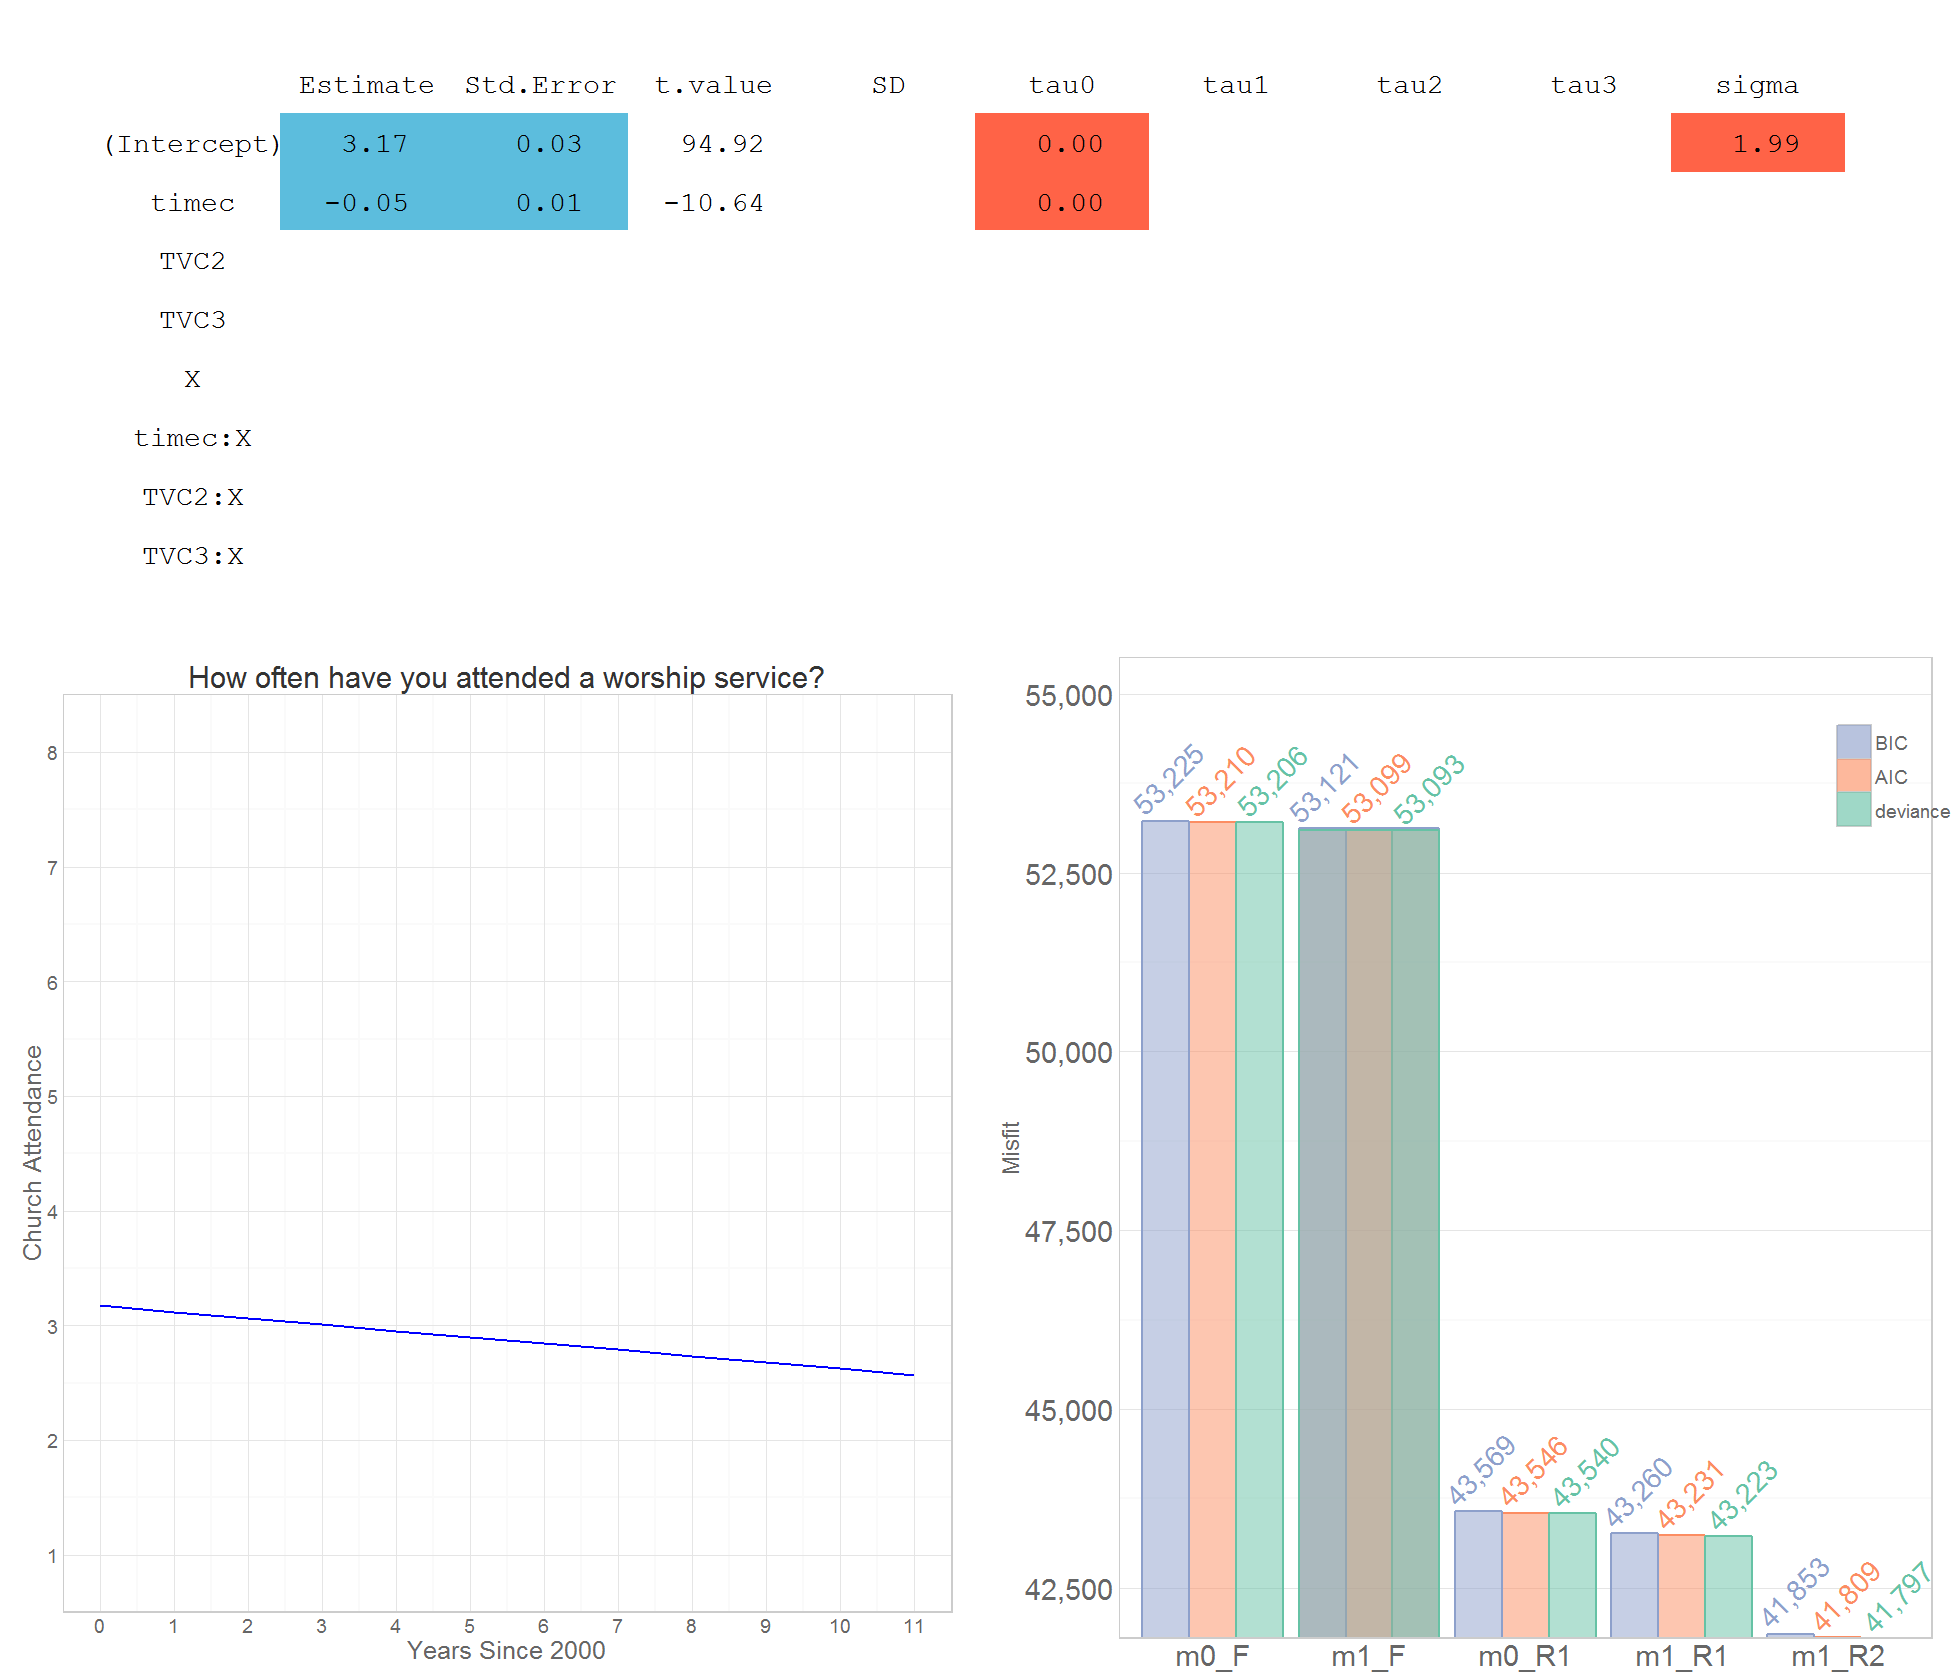 Estimate Std.Error t.value SD tau0 tau1 tau2 tau3 sigma
(Intercept) 3.17 0.03 94.92 0.00 1.99
timec -0.05 0.01 -10.64 0.00
TVC2
TVC3
X
timec:X
TVC2:X
TVC3:X
How often have you attended a worship service?
8
7
6
5
4
3
2
1
Church Attendance
0 1 2 3 4 5 6 7 8 9 10 11
Years Since 2000
55,000
52,500
50,000
47,500
45,000
42,500
Misfit
53,225 53,210 53,206 53,121 53,099 53,093
43,569 43,546 43,540 43,260 43,231 43,223
41,853 41,809 41,797
BIC
AIC
deviance
m0_F m1_F m0_R1 m1_R1 m1_R2